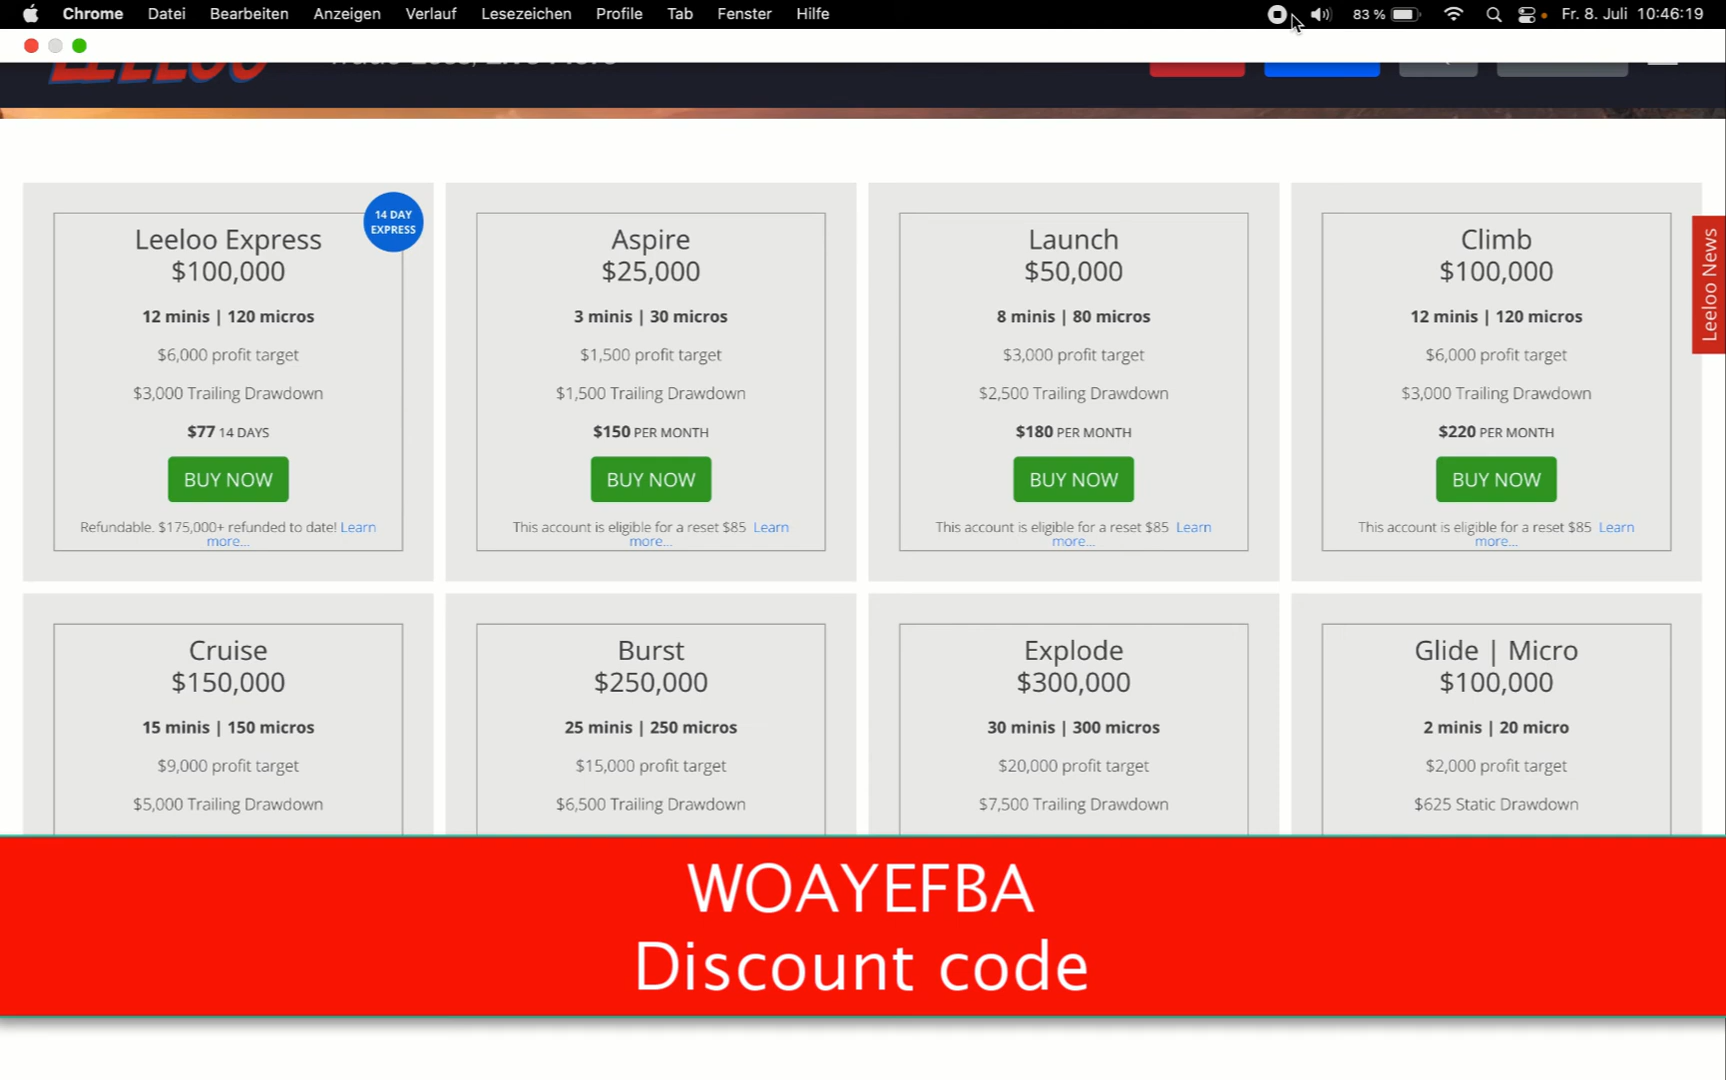 Chrome Datei Bearbeiten Anzeigen Verlauf Lesezeichen Profile Tab Fenster Hilfe 83 % Fr. 8. Juli 10:46:19
LEELOO
14 DAY
EXPRESS
Leeloo Express
$100,000
12 minis | 120 micros
$6,000 profit target
$3,000 Trailing Drawdown
$77 14 DAYS
BUY NOW
Refundable. $175,000+ refunded to date! Learn
more...
Aspire
$25,000
3 minis | 30 micros
$1,500 profit target
$1,500 Trailing Drawdown
$150 PER MONTH
BUY NOW
This account is eligible for a reset $85 Learn
more...
Launch
$50,000
8 minis | 80 micros
$3,000 profit target
$2,500 Trailing Drawdown
$180 PER MONTH
BUY NOW
This account is eligible for a reset $85 Learn
more...
Climb
$100,000
12 minis | 120 micros
$6,000 profit target
$3,000 Trailing Drawdown
$220 PER MONTH
BUY NOW
This account is eligible for a reset $85 Learn
more...
Leeloo News
Cruise
$150,000
15 minis | 150 micros
$9,000 profit target
$5,000 Trailing Drawdown
Burst
$250,000
25 minis | 250 micros
$15,000 profit target
$6,500 Trailing Drawdown
Explode
$300,000
30 minis | 300 micros
$20,000 profit target
$7,500 Trailing Drawdown
Glide | Micro
$100,000
2 minis | 20 micro
$2,000 profit target
$625 Static Drawdown
WOAYEFBA
Discount code